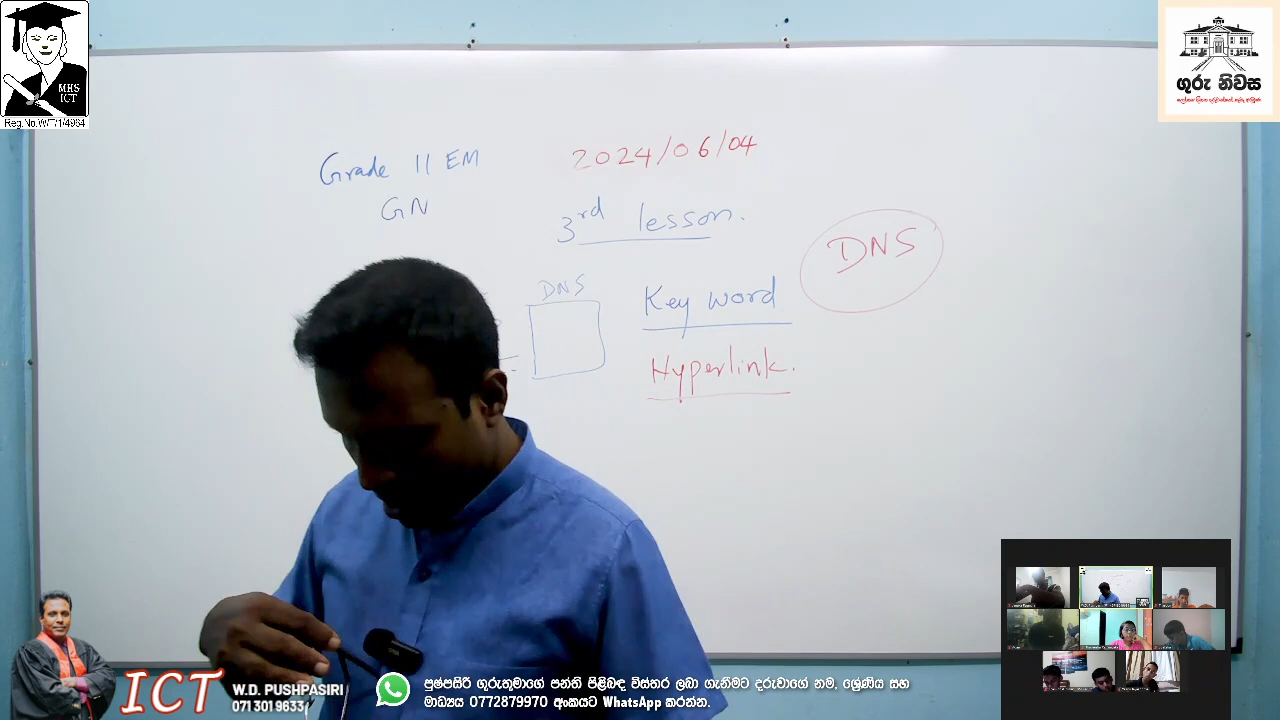 MHS
ICT
Reg.No.W/T/1/4964
ගුරු නිවස
Grade 11 EM
GN
2024/06/04
3rd lesson.
DNS
DNS
Key word
Hyperlink.
ICT
W.D. PUSHPASIRI
071 301 9633
පුෂ්පසිරි ගුරුතුමාගේ පන්ති පිළිබඳ විස්තර ලබා ගැනීමට දරුවාගේ නම, ශ්‍රේණිය සහ
මාධ්‍යය 0772879970 අංකයට WhatsApp කරන්න.